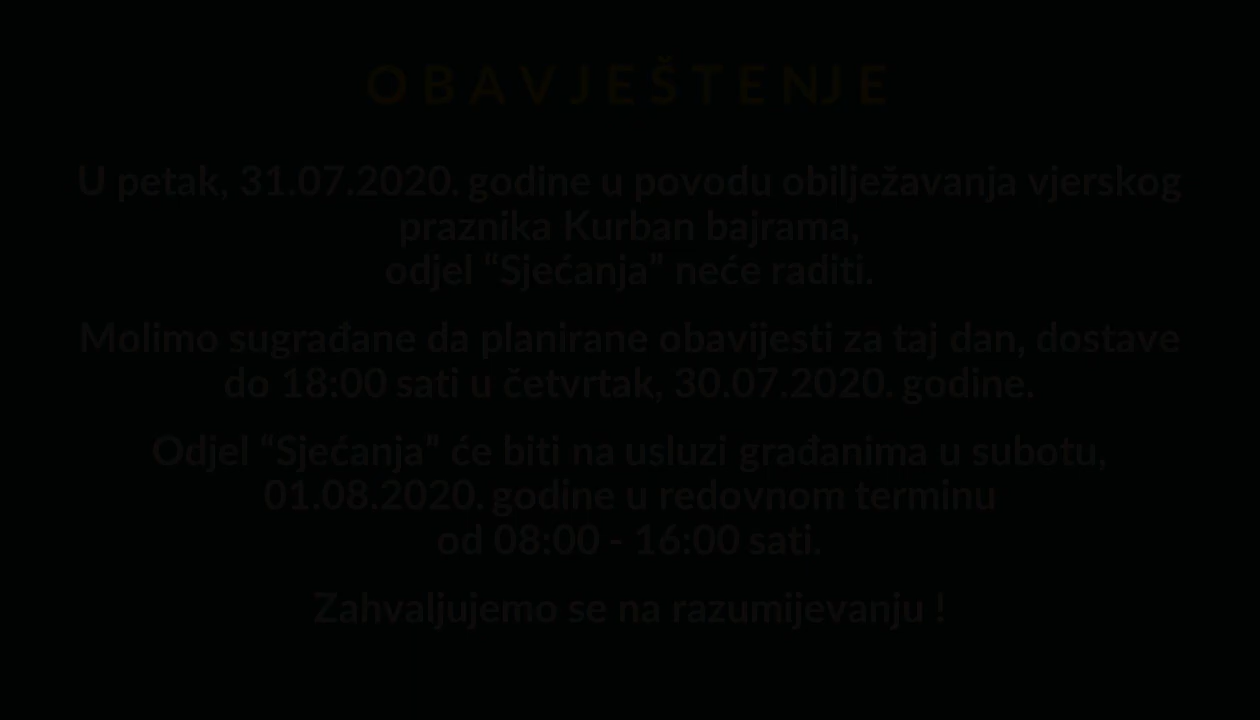 OBAVJEŠTENJE
U petak, 31.07.2020. godine u povodu obilježavanja vjerskog
praznika Kurban bajrama,
odjel “Sjećanja” neće raditi.
Molimo sugrađane da planirane obavijesti za taj dan, dostave
do 18:00 sati u četvrtak, 30.07.2020. godine.
Odjel “Sjećanja” će biti na usluzi građanima u subotu,
01.08.2020. godine u redovnom terminu
od 08:00 - 16:00 sati.
Zahvaljujemo se na razumijevanju !